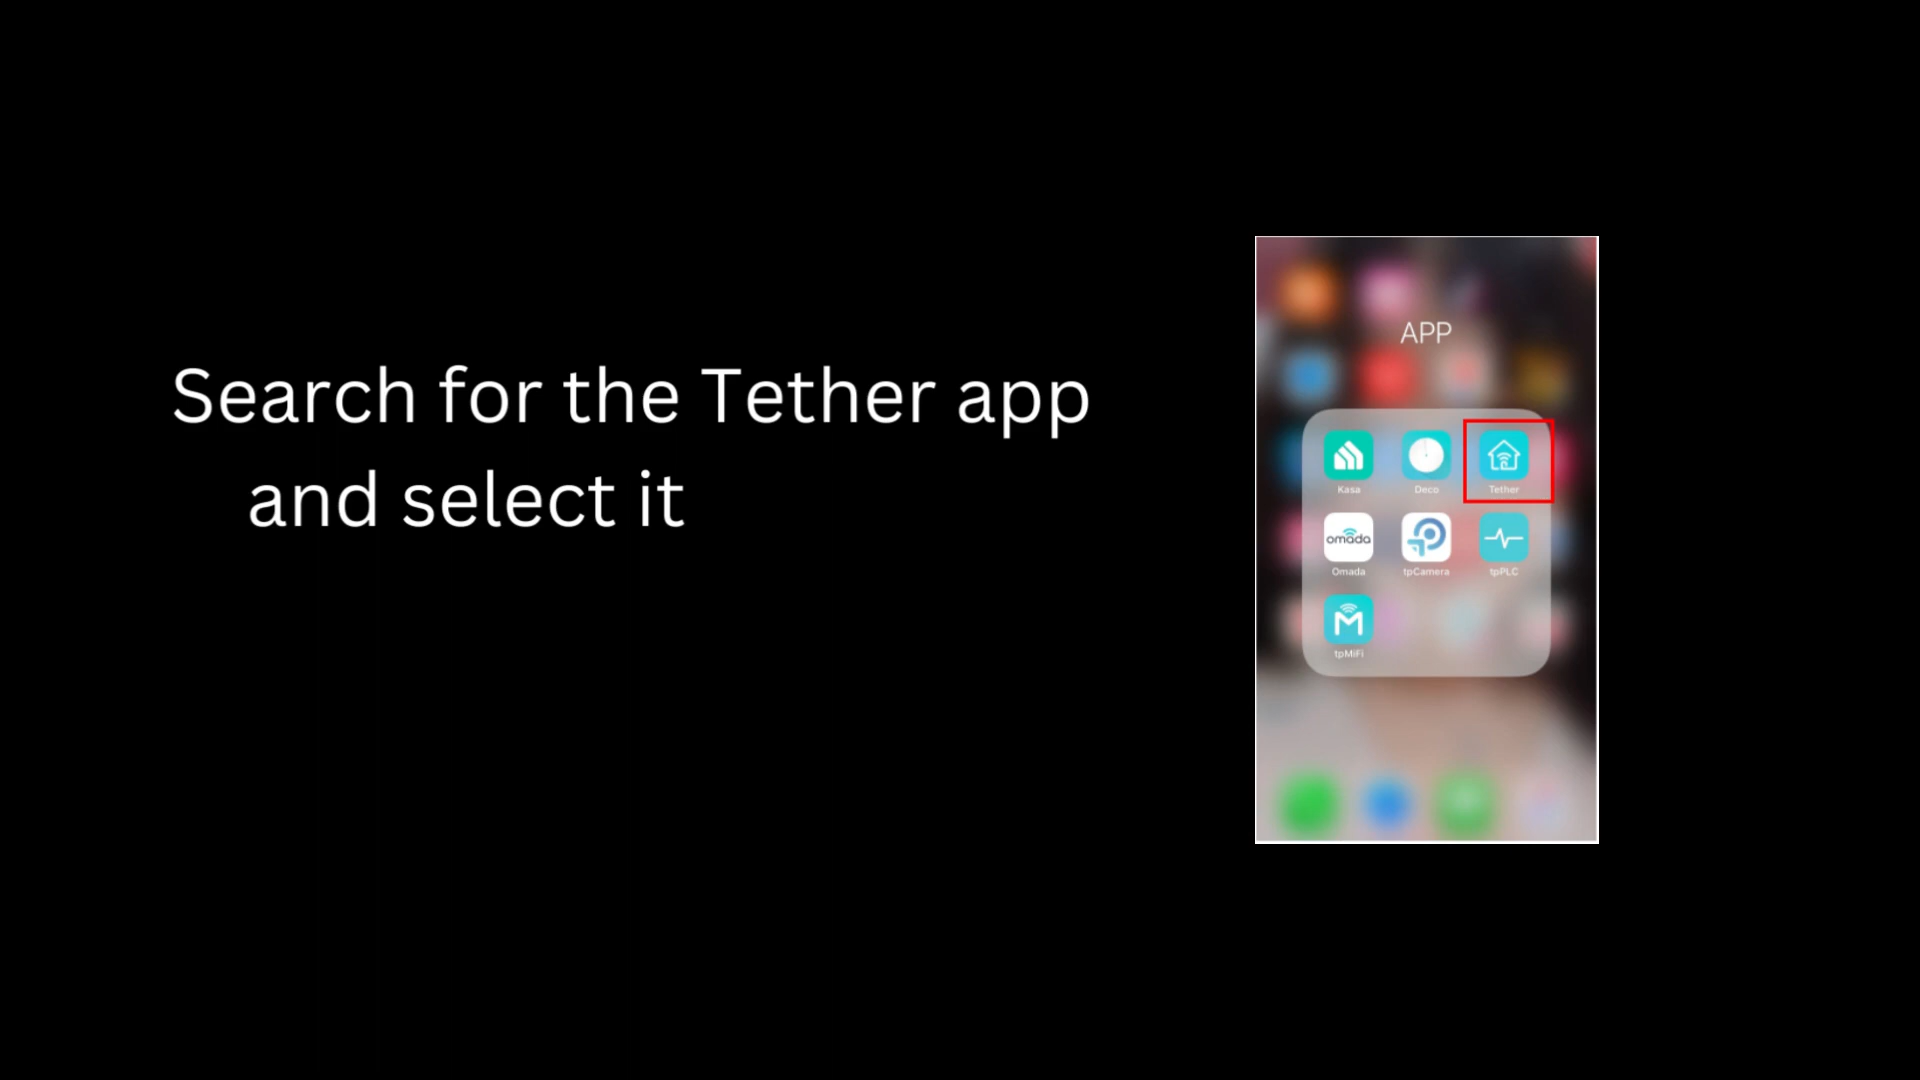 Search for the Tether app
and select it
APP
Kasa Deco Tether
omada
Omada tpCamera tpPLC
tpMiFi